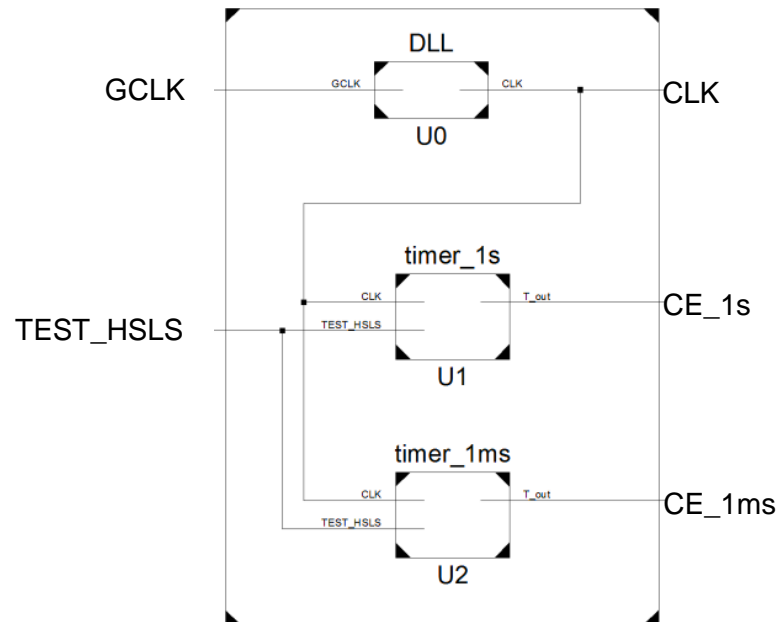 DLL
GCLK GCLK CLK CLK
U0
timer_1s
CLK T_out CE_1s
TEST_HSLS TEST_HSLS
U1
timer_1ms
CLK T_out CE_1ms
TEST_HSLS
U2